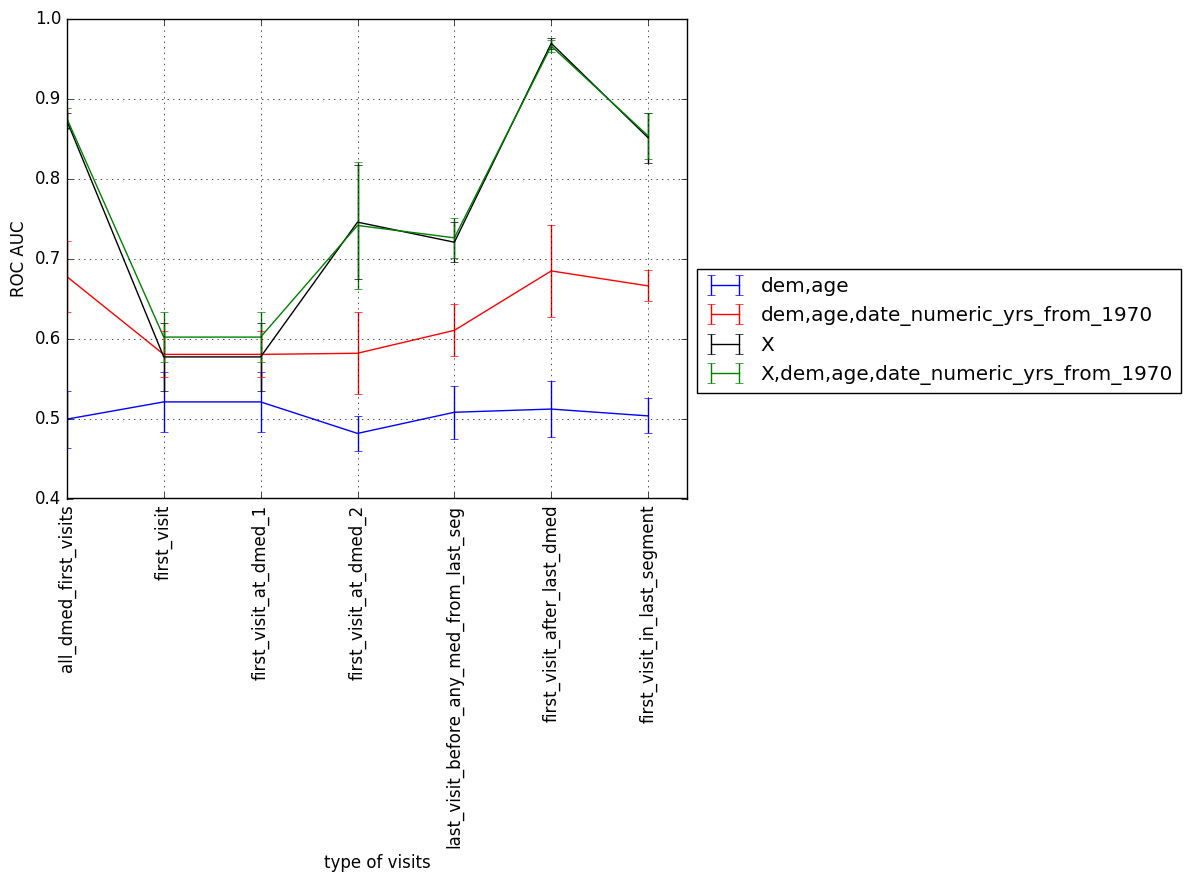 1.0
0.9
0.8
0.7
0.6
0.5
0.4
ROC AUC
all_dmed_first_visits
first_visit
first_visit_at_dmed_1
first_visit_at_dmed_2
last_visit_before_any_med_from_last_seg
first_visit_after_last_dmed
first_visit_in_last_segment
type of visits
dem,age
dem,age,date_numeric_yrs_from_1970
X
X,dem,age,date_numeric_yrs_from_1970